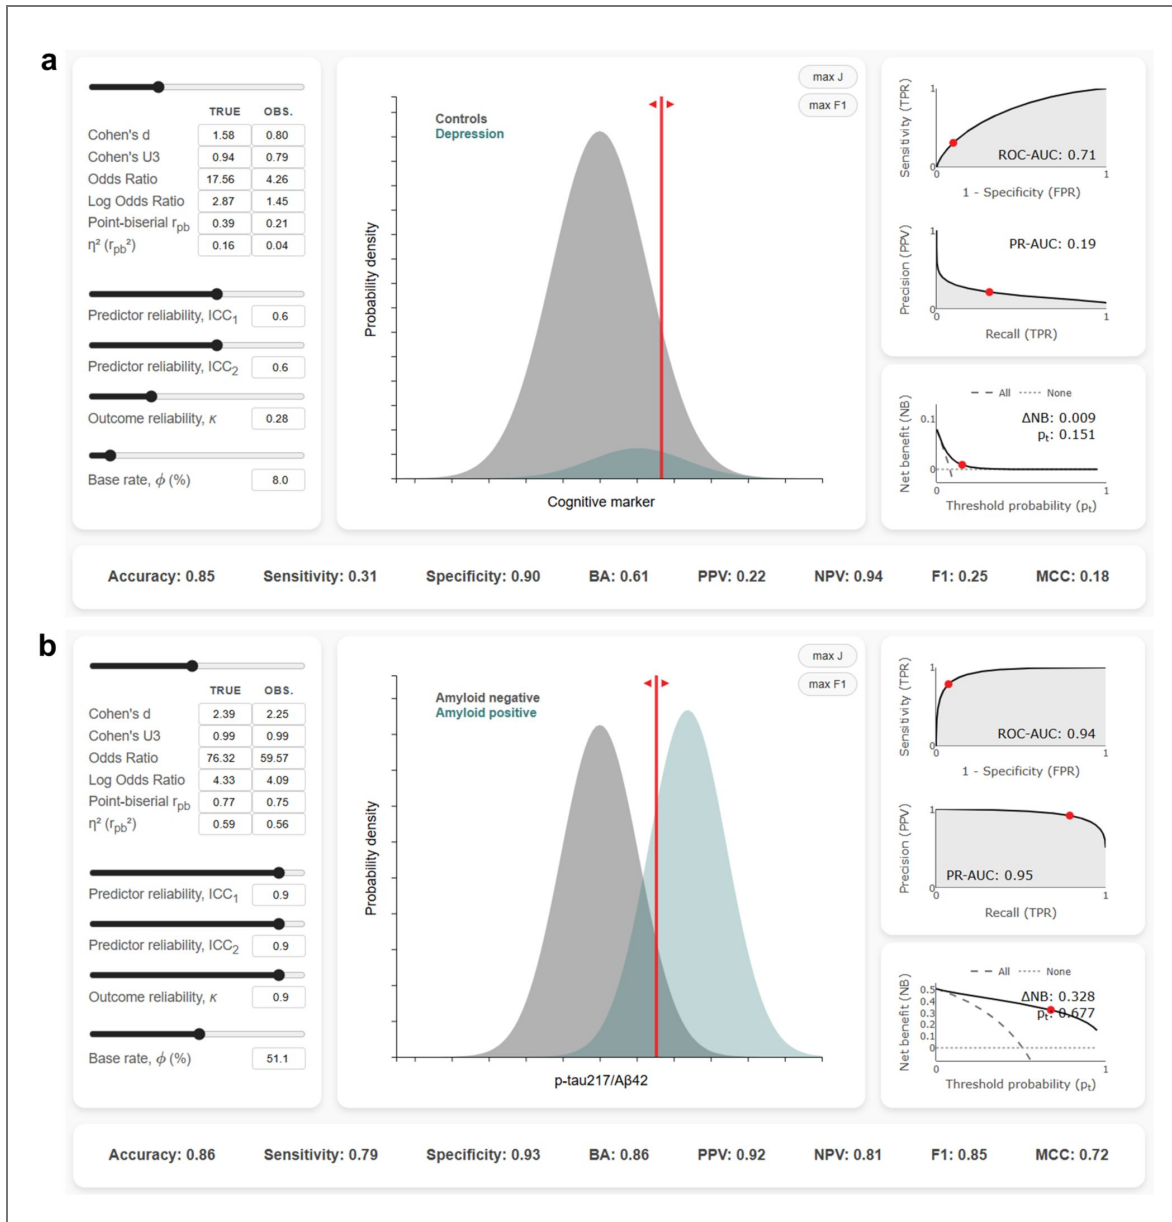 a
TRUE OBS.
Cohen's d 1.58 0.80
Cohen's U3 0.94 0.79
Odds Ratio 17.56 4.26
Log Odds Ratio 2.87 1.45
Point-biserial rpb 0.39 0.21
η² (rpb²) 0.16 0.04
Predictor reliability, ICC1 0.6
Predictor reliability, ICC2 0.6
Outcome reliability, κ 0.28
Base rate, ϕ (%) 8.0
max J
max F1
Controls
Depression
Probability density
Cognitive marker
Sensitivity (TPR)
1
0
ROC-AUC: 0.71
0 1
1 - Specificity (FPR)
Precision (PPV)
1
0
PR-AUC: 0.19
0 1
Recall (TPR)
All None
Net benefit (NB)
0.1
0
ΔNB: 0.009
pt: 0.151
0 1
Threshold probability (pt)
Accuracy: 0.85 Sensitivity: 0.31 Specificity: 0.90 BA: 0.61 PPV: 0.22 NPV: 0.94 F1: 0.25 MCC: 0.18
b
TRUE OBS.
Cohen's d 2.39 2.25
Cohen's U3 0.99 0.99
Odds Ratio 76.32 59.57
Log Odds Ratio 4.33 4.09
Point-biserial rpb 0.77 0.75
η² (rpb²) 0.59 0.56
Predictor reliability, ICC1 0.9
Predictor reliability, ICC2 0.9
Outcome reliability, κ 0.9
Base rate, ϕ (%) 51.1
max J
max F1
Amyloid negative
Amyloid positive
Probability density
p-tau217/Aβ42
Sensitivity (TPR)
1
0
ROC-AUC: 0.94
0 1
1 - Specificity (FPR)
Precision (PPV)
1
0
PR-AUC: 0.95
0 1
Recall (TPR)
All None
Net benefit (NB)
0.5
0.4
0.3
0.2
0.1
0
ΔNB: 0.328
pt: 0.677
0 1
Threshold probability (pt)
Accuracy: 0.86 Sensitivity: 0.79 Specificity: 0.93 BA: 0.86 PPV: 0.92 NPV: 0.81 F1: 0.85 MCC: 0.72